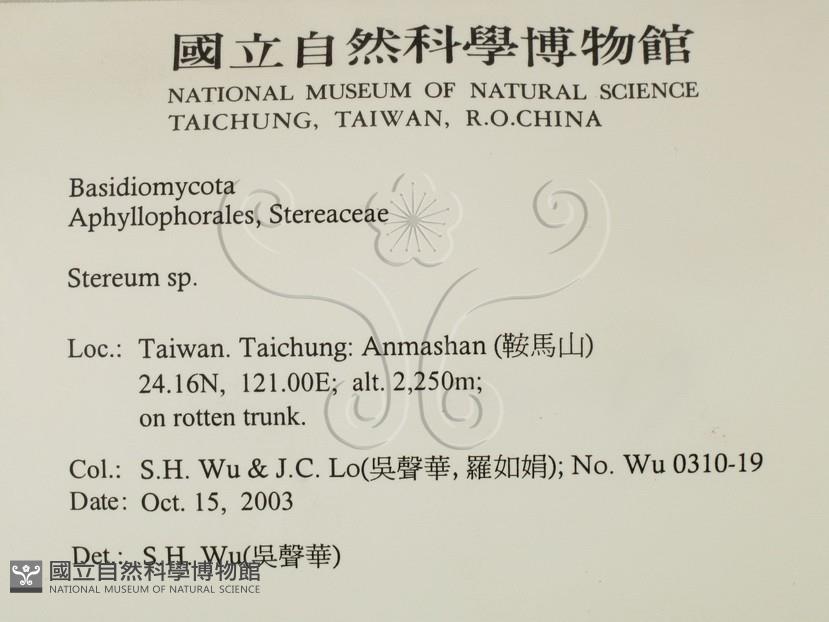 國立自然科學博物館
NATIONAL MUSEUM OF NATURAL SCIENCE
TAICHUNG, TAIWAN, R.O.CHINA
Basidiomycota
Aphyllophorales, Stereaceae
Stereum sp.
Loc.: Taiwan. Taichung: Anmashan (鞍馬山)
24.16N, 121.00E; alt. 2,250m;
on rotten trunk.
Col.: S.H. Wu & J.C. Lo(吳聲華, 羅如娟); No. Wu 0310-19
Date: Oct. 15, 2003
Det.: S.H. Wu(吳聲華)
國立自然科學博物館
NATIONAL MUSEUM OF NATURAL SCIENCE